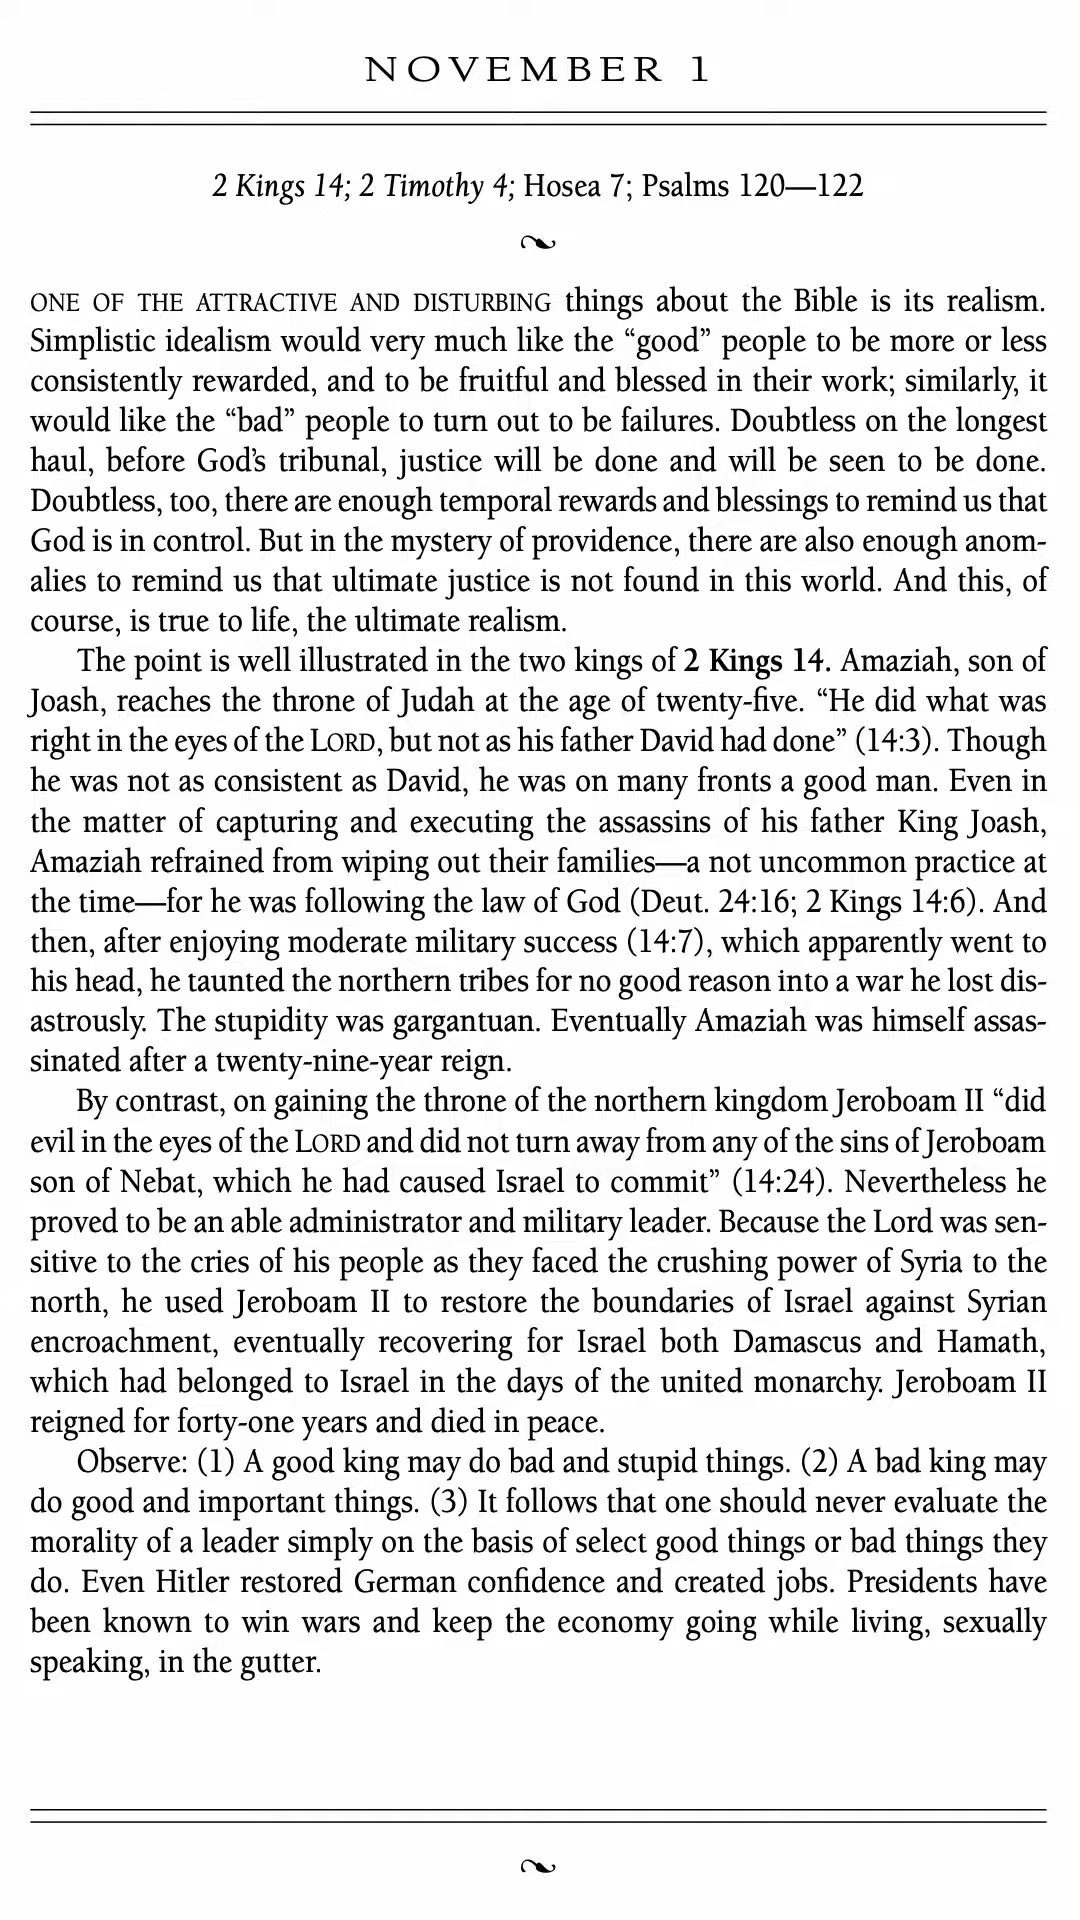 NOVEMBER 1
2 Kings 14; 2 Timothy 4; Hosea 7; Psalms 120—122
ONE OF THE ATTRACTIVE AND DISTURBING things about the Bible is its realism.
Simplistic idealism would very much like the “good” people to be more or less
consistently rewarded, and to be fruitful and blessed in their work; similarly, it
would like the “bad” people to turn out to be failures. Doubtless on the longest
haul, before God’s tribunal, justice will be done and will be seen to be done.
Doubtless, too, there are enough temporal rewards and blessings to remind us that
God is in control. But in the mystery of providence, there are also enough anom-
alies to remind us that ultimate justice is not found in this world. And this, of
course, is true to life, the ultimate realism.
The point is well illustrated in the two kings of 2 Kings 14. Amaziah, son of
Joash, reaches the throne of Judah at the age of twenty-five. “He did what was
right in the eyes of the LORD, but not as his father David had done” (14:3). Though
he was not as consistent as David, he was on many fronts a good man. Even in
the matter of capturing and executing the assassins of his father King Joash,
Amaziah refrained from wiping out their families—a not uncommon practice at
the time—for he was following the law of God (Deut. 24:16; 2 Kings 14:6). And
then, after enjoying moderate military success (14:7), which apparently went to
his head, he taunted the northern tribes for no good reason into a war he lost dis-
astrously. The stupidity was gargantuan. Eventually Amaziah was himself assas-
sinated after a twenty-nine-year reign.
By contrast, on gaining the throne of the northern kingdom Jeroboam II “did
evil in the eyes of the LORD and did not turn away from any of the sins of Jeroboam
son of Nebat, which he had caused Israel to commit” (14:24). Nevertheless he
proved to be an able administrator and military leader. Because the Lord was sen-
sitive to the cries of his people as they faced the crushing power of Syria to the
north, he used Jeroboam II to restore the boundaries of Israel against Syrian
encroachment, eventually recovering for Israel both Damascus and Hamath,
which had belonged to Israel in the days of the united monarchy. Jeroboam II
reigned for forty-one years and died in peace.
Observe: (1) A good king may do bad and stupid things. (2) A bad king may
do good and important things. (3) It follows that one should never evaluate the
morality of a leader simply on the basis of select good things or bad things they
do. Even Hitler restored German confidence and created jobs. Presidents have
been known to win wars and keep the economy going while living, sexually
speaking, in the gutter.